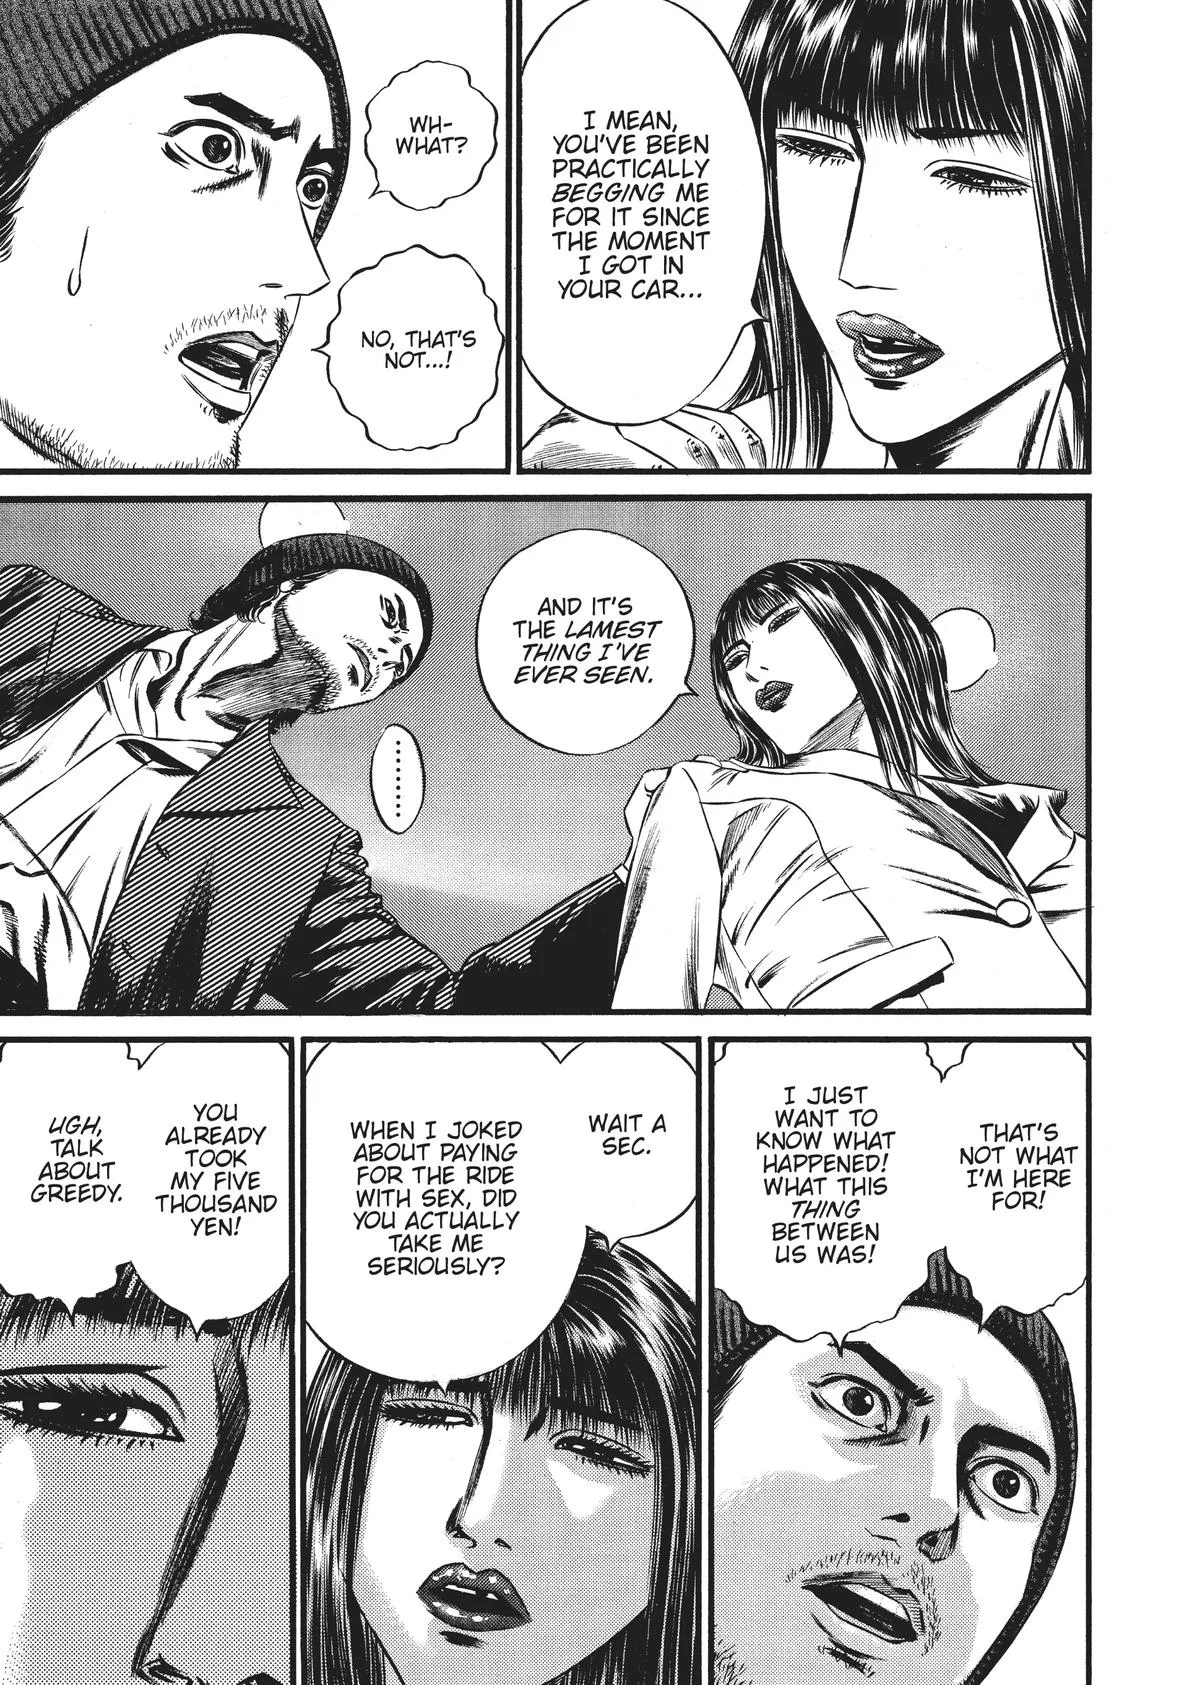 I MEAN,
YOU'VE BEEN
PRACTICALLY
BEGGING ME
FOR IT SINCE
THE MOMENT
I GOT IN
YOUR CAR...
WH-
WHAT?
NO, THAT'S
NOT...!
AND IT'S
THE LAMEST
THING I'VE
EVER SEEN.
.........
THAT'S
NOT WHAT
I'M HERE
FOR!
I JUST
WANT TO
KNOW WHAT
HAPPENED!
WHAT THIS
THING
BETWEEN
US WAS!
WAIT A
SEC.
WHEN I JOKED
ABOUT PAYING
FOR THE RIDE
WITH SEX, DID
YOU ACTUALLY
TAKE ME
SERIOUSLY?
YOU
ALREADY
TOOK
MY FIVE
THOUSAND
YEN!
UGH,
TALK
ABOUT
GREEDY.